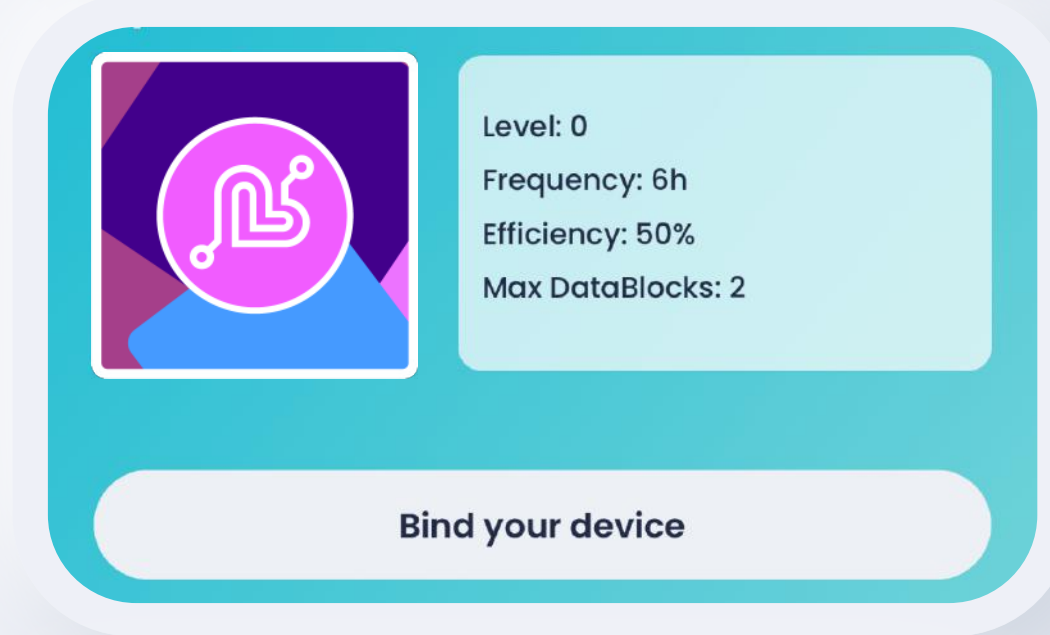 Level: 0
Frequency: 6h
Efficiency: 50%
Max DataBlocks: 2
Bind your device